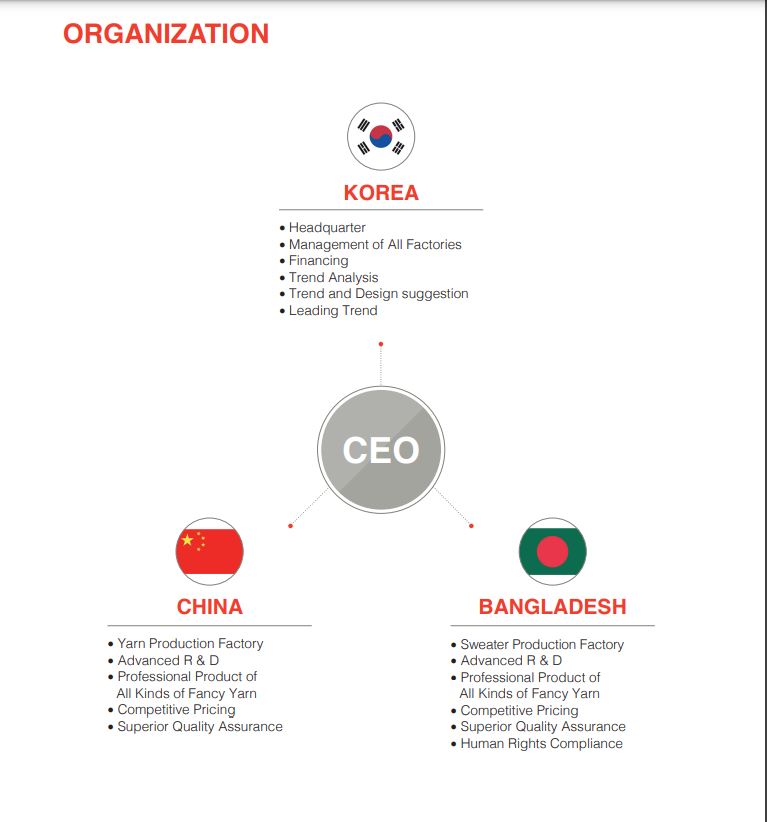 ORGANIZATION
KOREA
• Headquarter
• Management of All Factories
• Financing
• Trend Analysis
• Trend and Design suggestion
• Leading Trend
CEO
CHINA
• Yarn Production Factory
• Advanced R & D
• Professional Product of
All Kinds of Fancy Yarn
• Competitive Pricing
• Superior Quality Assurance
BANGLADESH
• Sweater Production Factory
• Advanced R & D
• Professional Product of
All Kinds of Fancy Yarn
• Competitive Pricing
• Superior Quality Assurance
• Human Rights Compliance